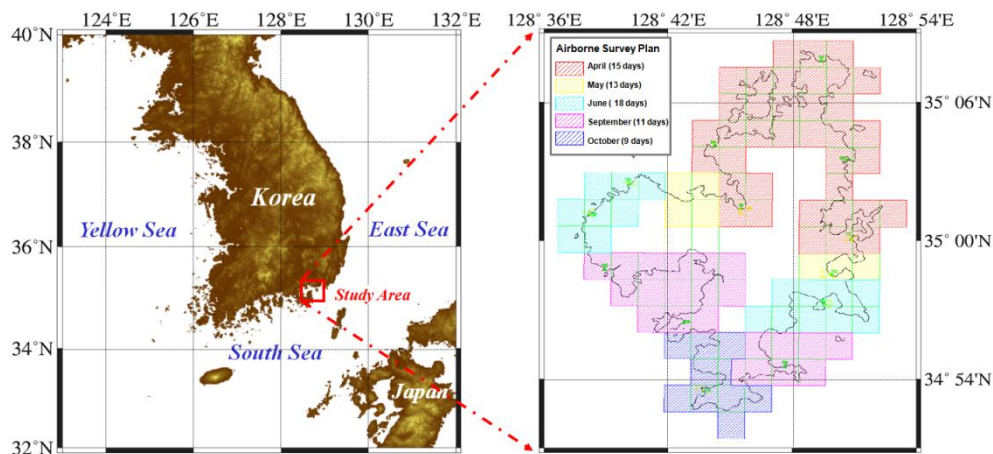 124°E 126°E 128°E 130°E 132°E
40°N
38°N
36°N
34°N
32°N
Korea
Yellow Sea
East Sea
Study Area
South Sea
Japan
128° 36'E 128° 42'E 128° 48'E 128° 54'E
35° 06'N
35° 00'N
34° 54'N
Airborne Survey Plan
April (15 days)
May (13 days)
June ( 18 days)
September (11 days)
October (9 days)